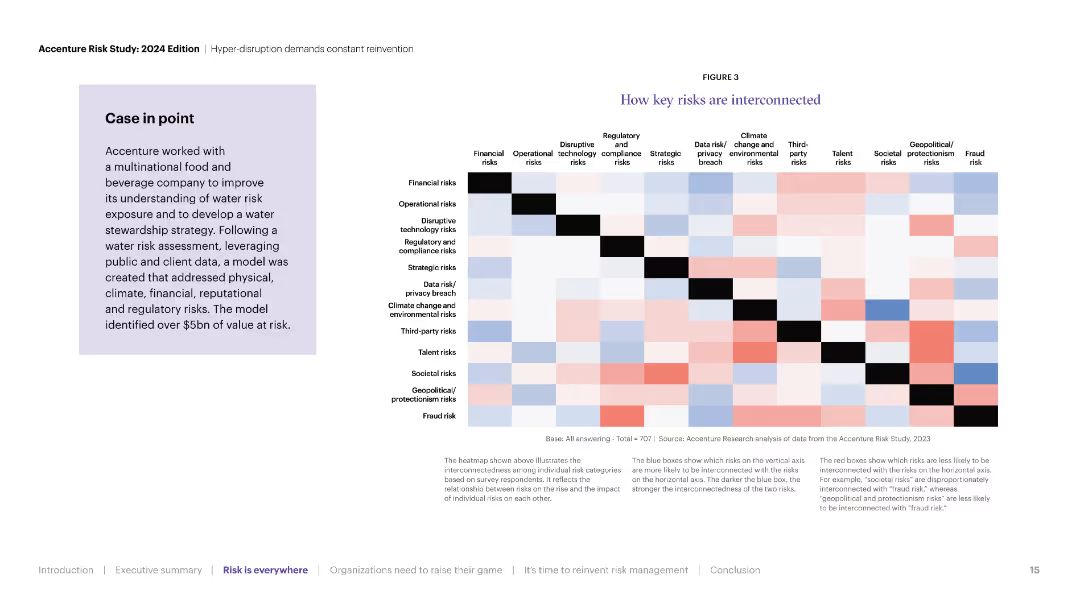 Accenture Risk Study: 2024 Edition | Hyper-disruption demands constant reinvention
Case in point
Accenture worked with
a multinational food and
beverage company to improve
its understanding of water risk
exposure and to develop a water
stewardship strategy. Following a
water risk assessment, leveraging
public and client data, a model was
created that addressed physical,
climate, financial, reputational
and regulatory risks. The model
identified over $5bn of value at risk.
FIGURE 3
How key risks are interconnected
Financial
risks
Operational
risks
Disruptive
technology
risks
Regulatory
and
compliance
risks
Strategic
risks
Data risk/
privacy
breach
Climate
change and
environmental
risks
Third-
party
risks
Talent
risks
Societal
risks
Geopolitical/
protectionism
risks
Fraud
risk
Financial risks
Operational risks
Disruptive
technology risks
Regulatory and
compliance risks
Strategic risks
Data risk/
privacy breach
Climate change and
environmental risks
Third-party risks
Talent risks
Societal risks
Geopolitical/
protectionism risks
Fraud risk
Base: All answering - Total = 707 | Source: Accenture Research analysis of data from the Accenture Risk Study, 2023
The heatmap shown above illustrates the
interconnectedness among individual risk categories
based on survey respondents. It reflects the
relationship between risks on the rise and the impact
of individual risks on each other.
The blue boxes show which risks on the vertical axis
are more likely to be interconnected with the risks
on the horizontal axis. The darker the blue box, the
stronger the interconnectedness of the two risks.
The red boxes show which risks are less likely to be
interconnected with the risks on the horizontal axis.
For example, "societal risks" are disproportionately
interconnected with "fraud risk," whereas
"geopolitical and protectionism risks" are less likely
to be interconnected with "fraud risk."
Introduction | Executive summary | Risk is everywhere | Organizations need to raise their game | It's time to reinvent risk management | Conclusion
15